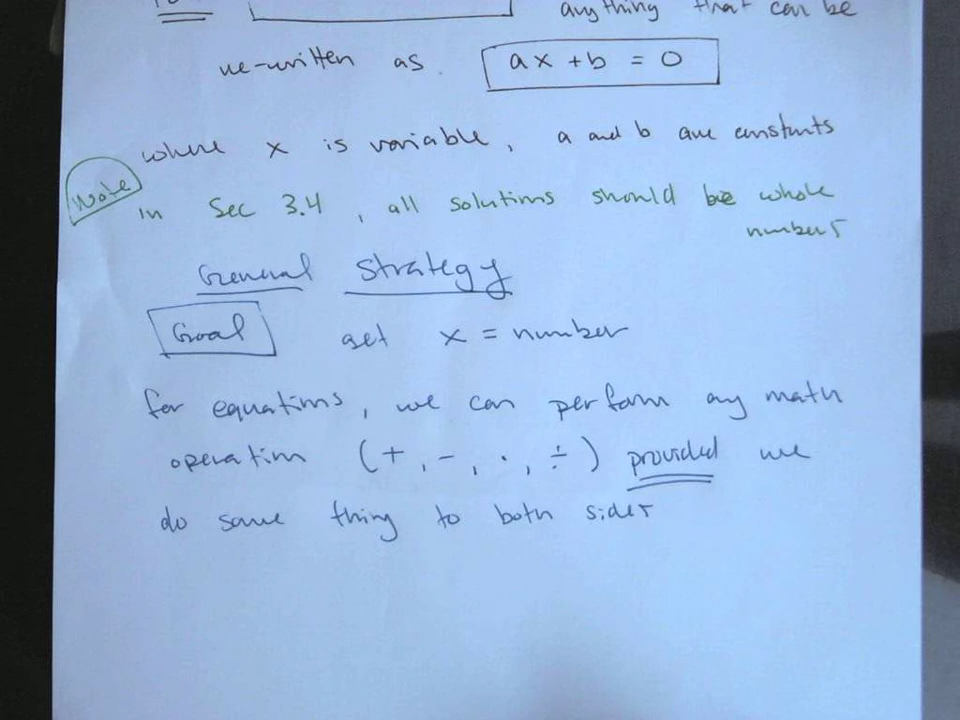 anything that can be
re-written as ax + b = 0
where x is variable, a and b are constants
Note
in Sec 3.4, all solutions should be whole
numbers
General Strategy
Goal get x = number
for equations, we can perform any math
operation (+, -, ·, ÷) provided we
do same thing to both sides